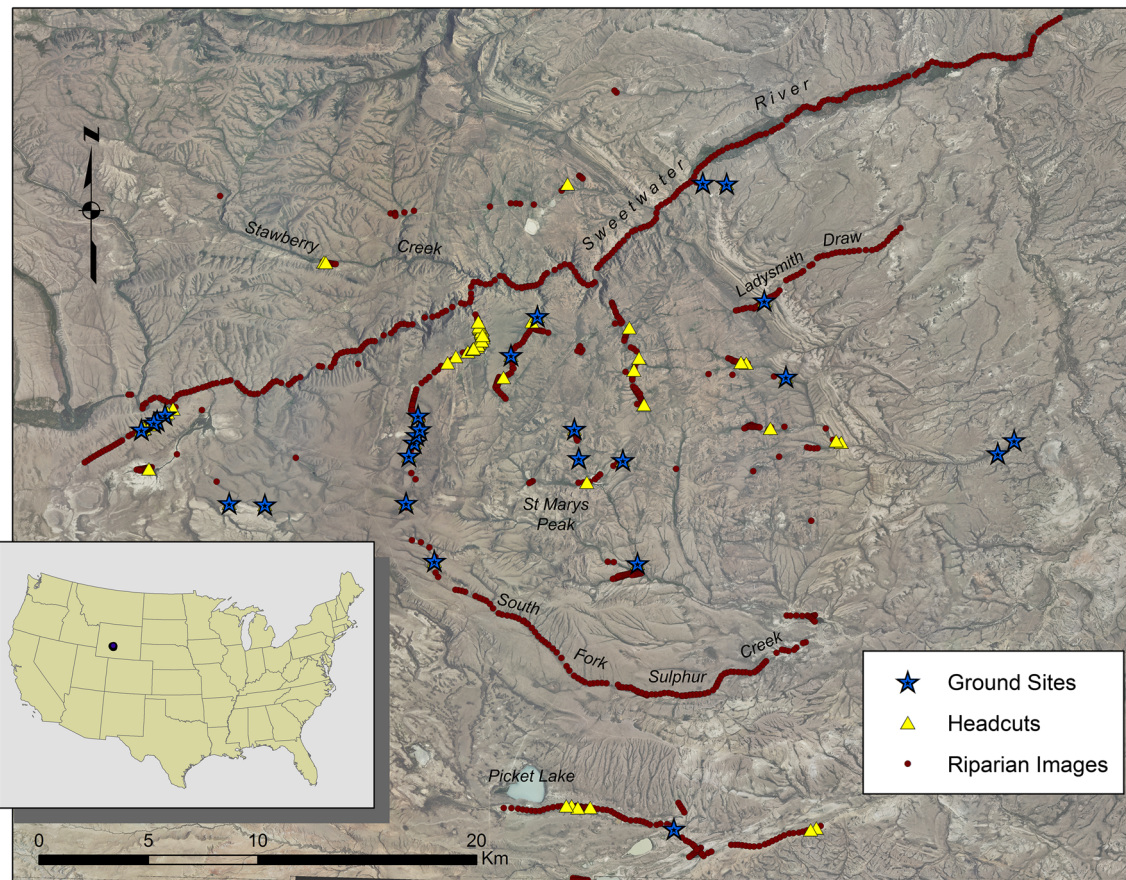 River
Sweetwater
N
Stawberry
Creek
Ladysmith
Draw
St Marys
Peak
South
Fork
Sulphur
Creek
Picket Lake
Ground Sites
Headcuts
Riparian Images
0 5 10 20
Km